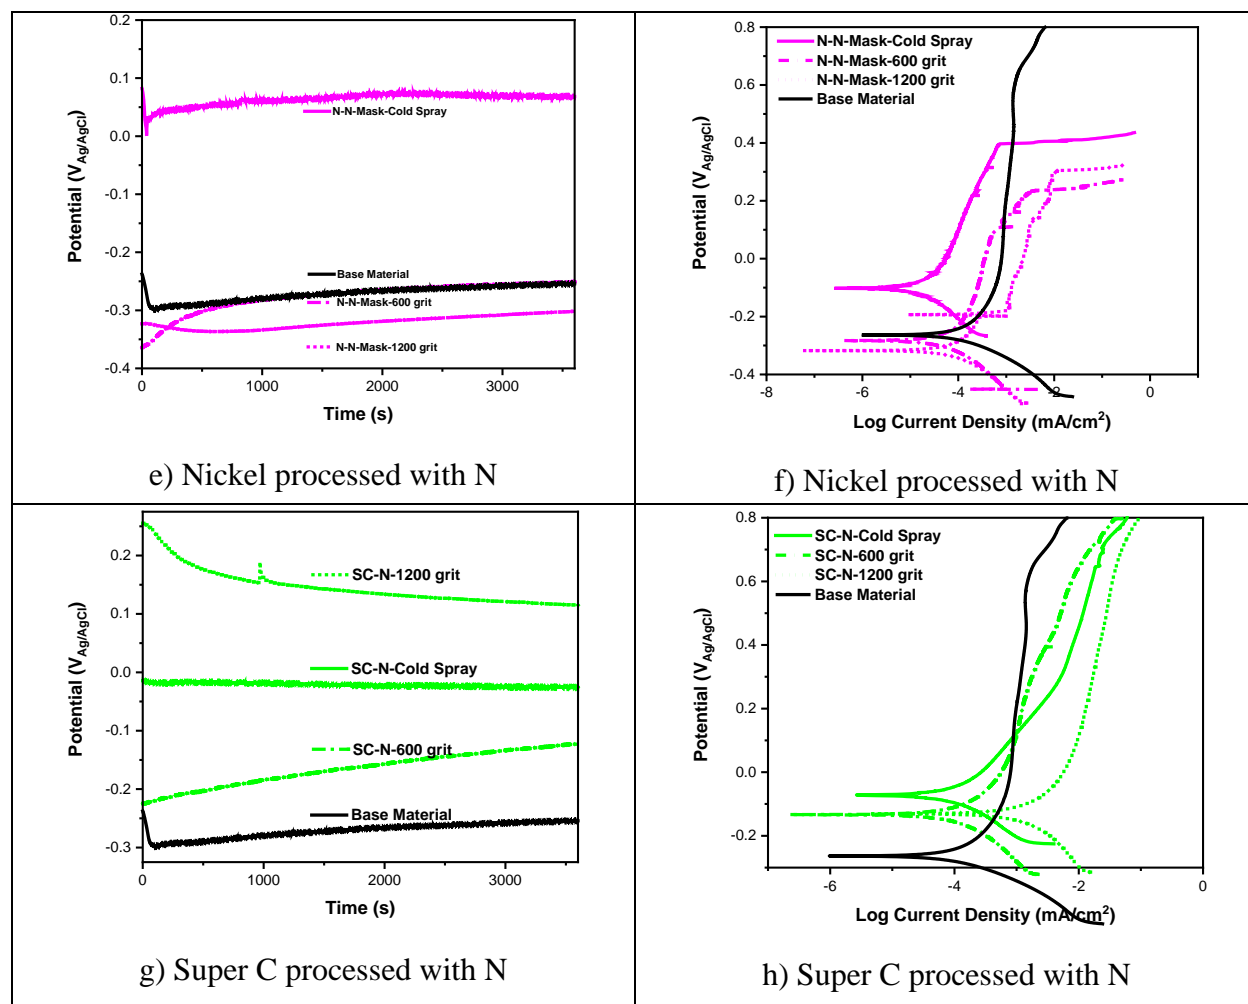 0.2
0.1
0.0
-0.1
-0.2
-0.3
-0.4
Potential (V_Ag/AgCl)
N-N-Mask-Cold Spray
Base Material
N-N-Mask-600 grit
N-N-Mask-1200 grit
0 1000 2000 3000
Time (s)
e) Nickel processed with N
0.8
0.6
0.4
0.2
0.0
-0.2
-0.4
Potential (V_Ag/AgCl)
N-N-Mask-Cold Spray
N-N-Mask-600 grit
N-N-Mask-1200 grit
Base Material
-8 -6 -4 -2 0
Log Current Density (mA/cm²)
f) Nickel processed with N
0.2
0.1
0.0
-0.1
-0.2
-0.3
Potential (V_Ag/AgCl)
SC-N-1200 grit
SC-N-Cold Spray
SC-N-600 grit
Base Material
0 1000 2000 3000
Time (s)
g) Super C processed with N
0.8
0.6
0.4
0.2
0.0
-0.2
Potential (V_Ag/AgCl)
SC-N-Cold Spray
SC-N-600 grit
SC-N-1200 grit
Base Material
-6 -4 -2 0
Log Current Density (mA/cm²)
h) Super C processed with N